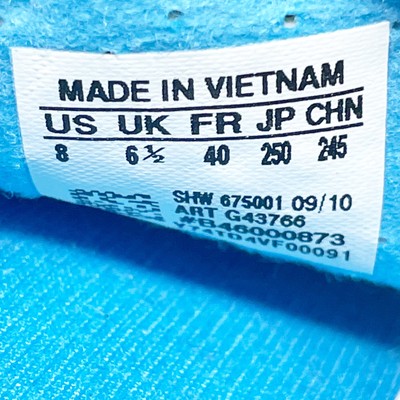 MADE IN VIETNAM
US UK FR JP CHN
8 6½ 40 250 245
SHW 675001 09/10
ART G43766
#B46000873